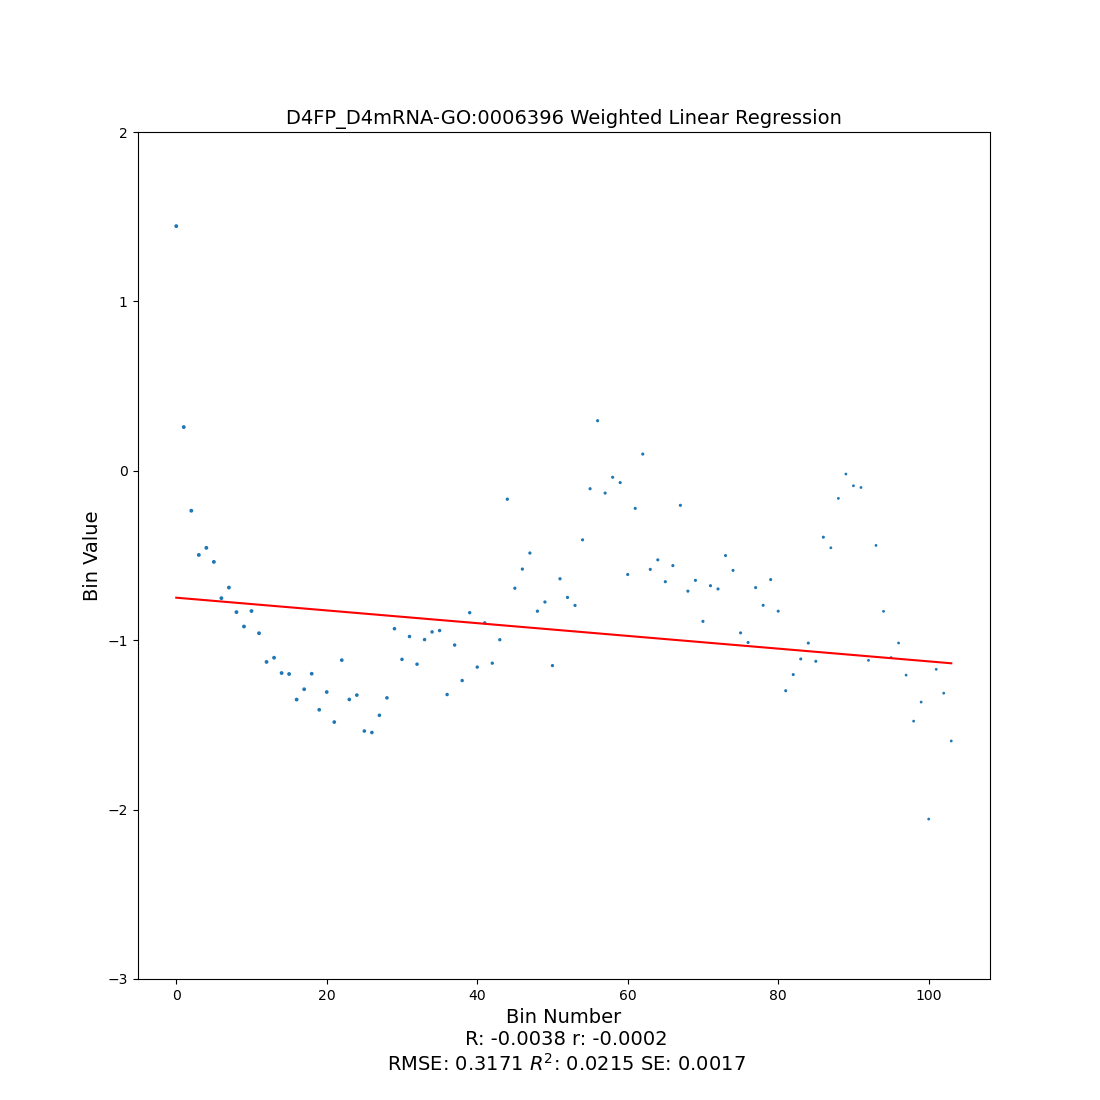 D4FP_D4mRNA-GO:0006396 Weighted Linear Regression
2
1
0
−1
−2
−3
Bin Value
0 20 40 60 80 100
Bin Number
R: -0.0038 r: -0.0002
RMSE: 0.3171 R²: 0.0215 SE: 0.0017